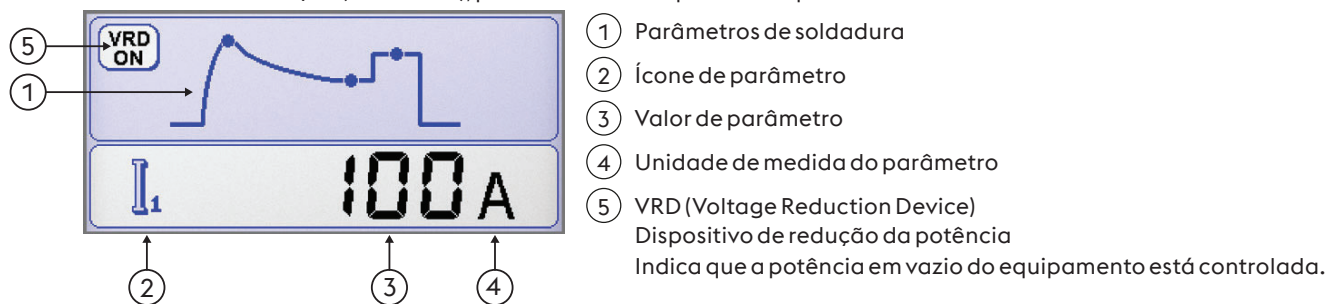 5
VRD
ON
1
I1
100 A
2
3
4
1 Parâmetros de soldadura
2 Ícone de parâmetro
3 Valor de parâmetro
4 Unidade de medida do parâmetro
5 VRD (Voltage Reduction Device)
Dispositivo de redução da potência
Indica que a potência em vazio do equipamento está controlada.